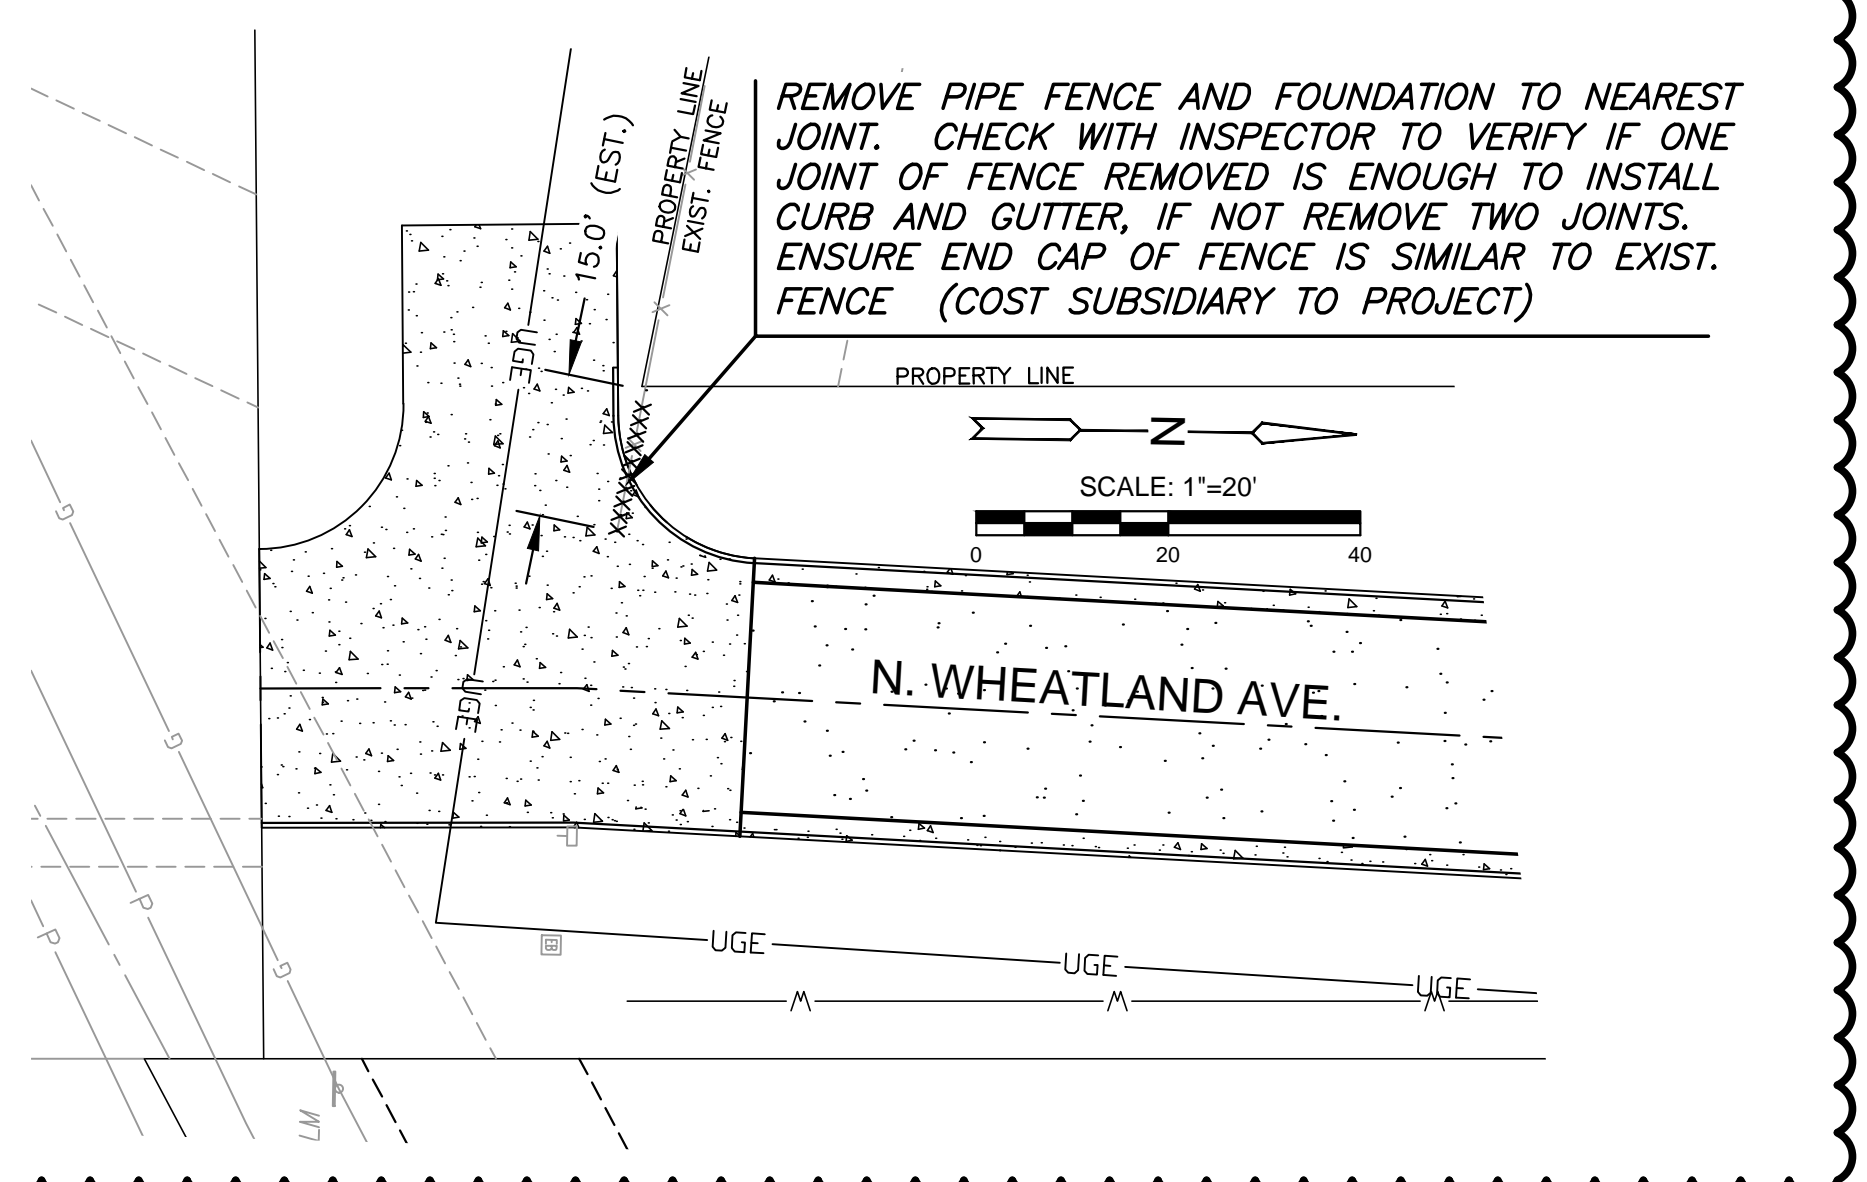 REMOVE PIPE FENCE AND FOUNDATION TO NEAREST
JOINT.  CHECK WITH INSPECTOR TO VERIFY IF ONE
JOINT OF FENCE REMOVED IS ENOUGH TO INSTALL
CURB AND GUTTER, IF NOT REMOVE TWO JOINTS.
ENSURE END CAP OF FENCE IS SIMILAR TO EXIST.
FENCE  (COST SUBSIDIARY TO PROJECT)
PROPERTY LINE
EXIST. FENCE
X
X
15.0' (EST.)
UGE
XXXXXXXXXXXX
PROPERTY LINE
N
SCALE: 1"=20'
0 20 40
N. WHEATLAND AVE.
UGE
G
G
G
P
P
EB
UGE
UGE
UGE
W
W
W
LM